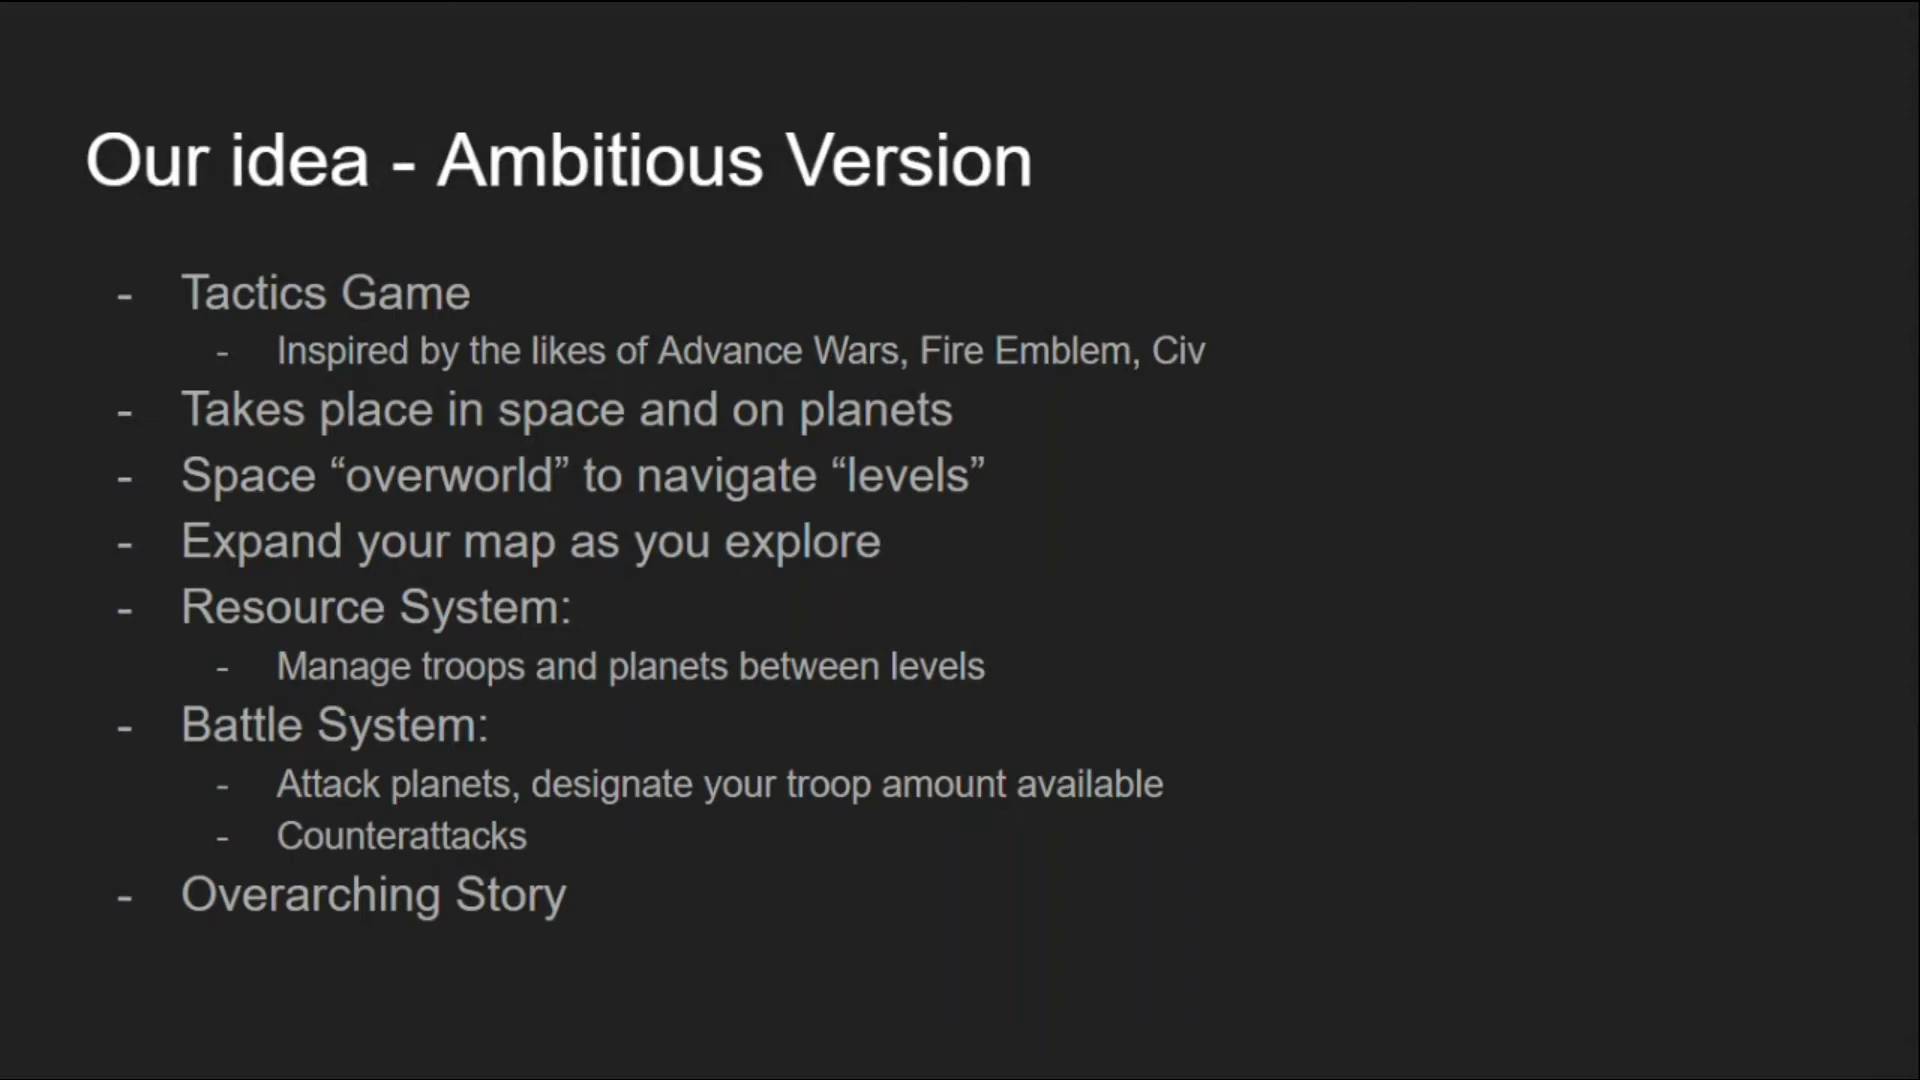 Our idea - Ambitious Version
- Tactics Game
- Inspired by the likes of Advance Wars, Fire Emblem, Civ
- Takes place in space and on planets
- Space “overworld” to navigate “levels”
- Expand your map as you explore
- Resource System:
- Manage troops and planets between levels
- Battle System:
- Attack planets, designate your troop amount available
- Counterattacks
- Overarching Story